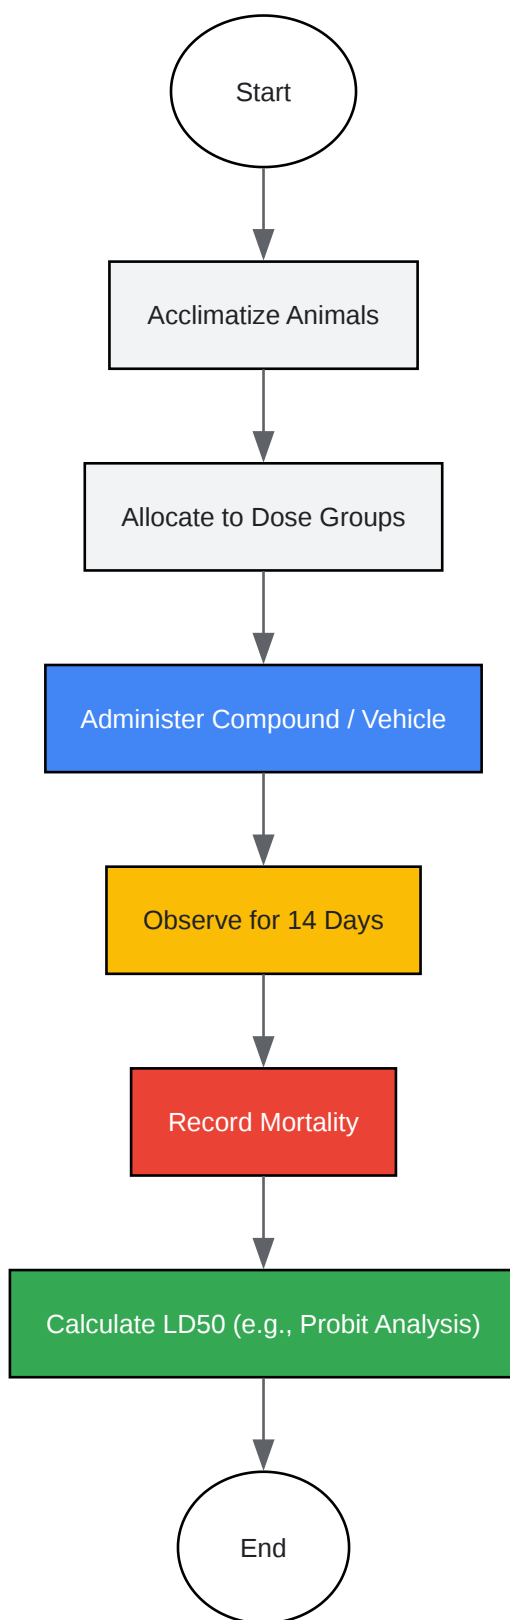 Start
Acclimatize Animals
Allocate to Dose Groups
Administer Compound / Vehicle
Observe for 14 Days
Record Mortality
Calculate LD50 (e.g., Probit Analysis)
End